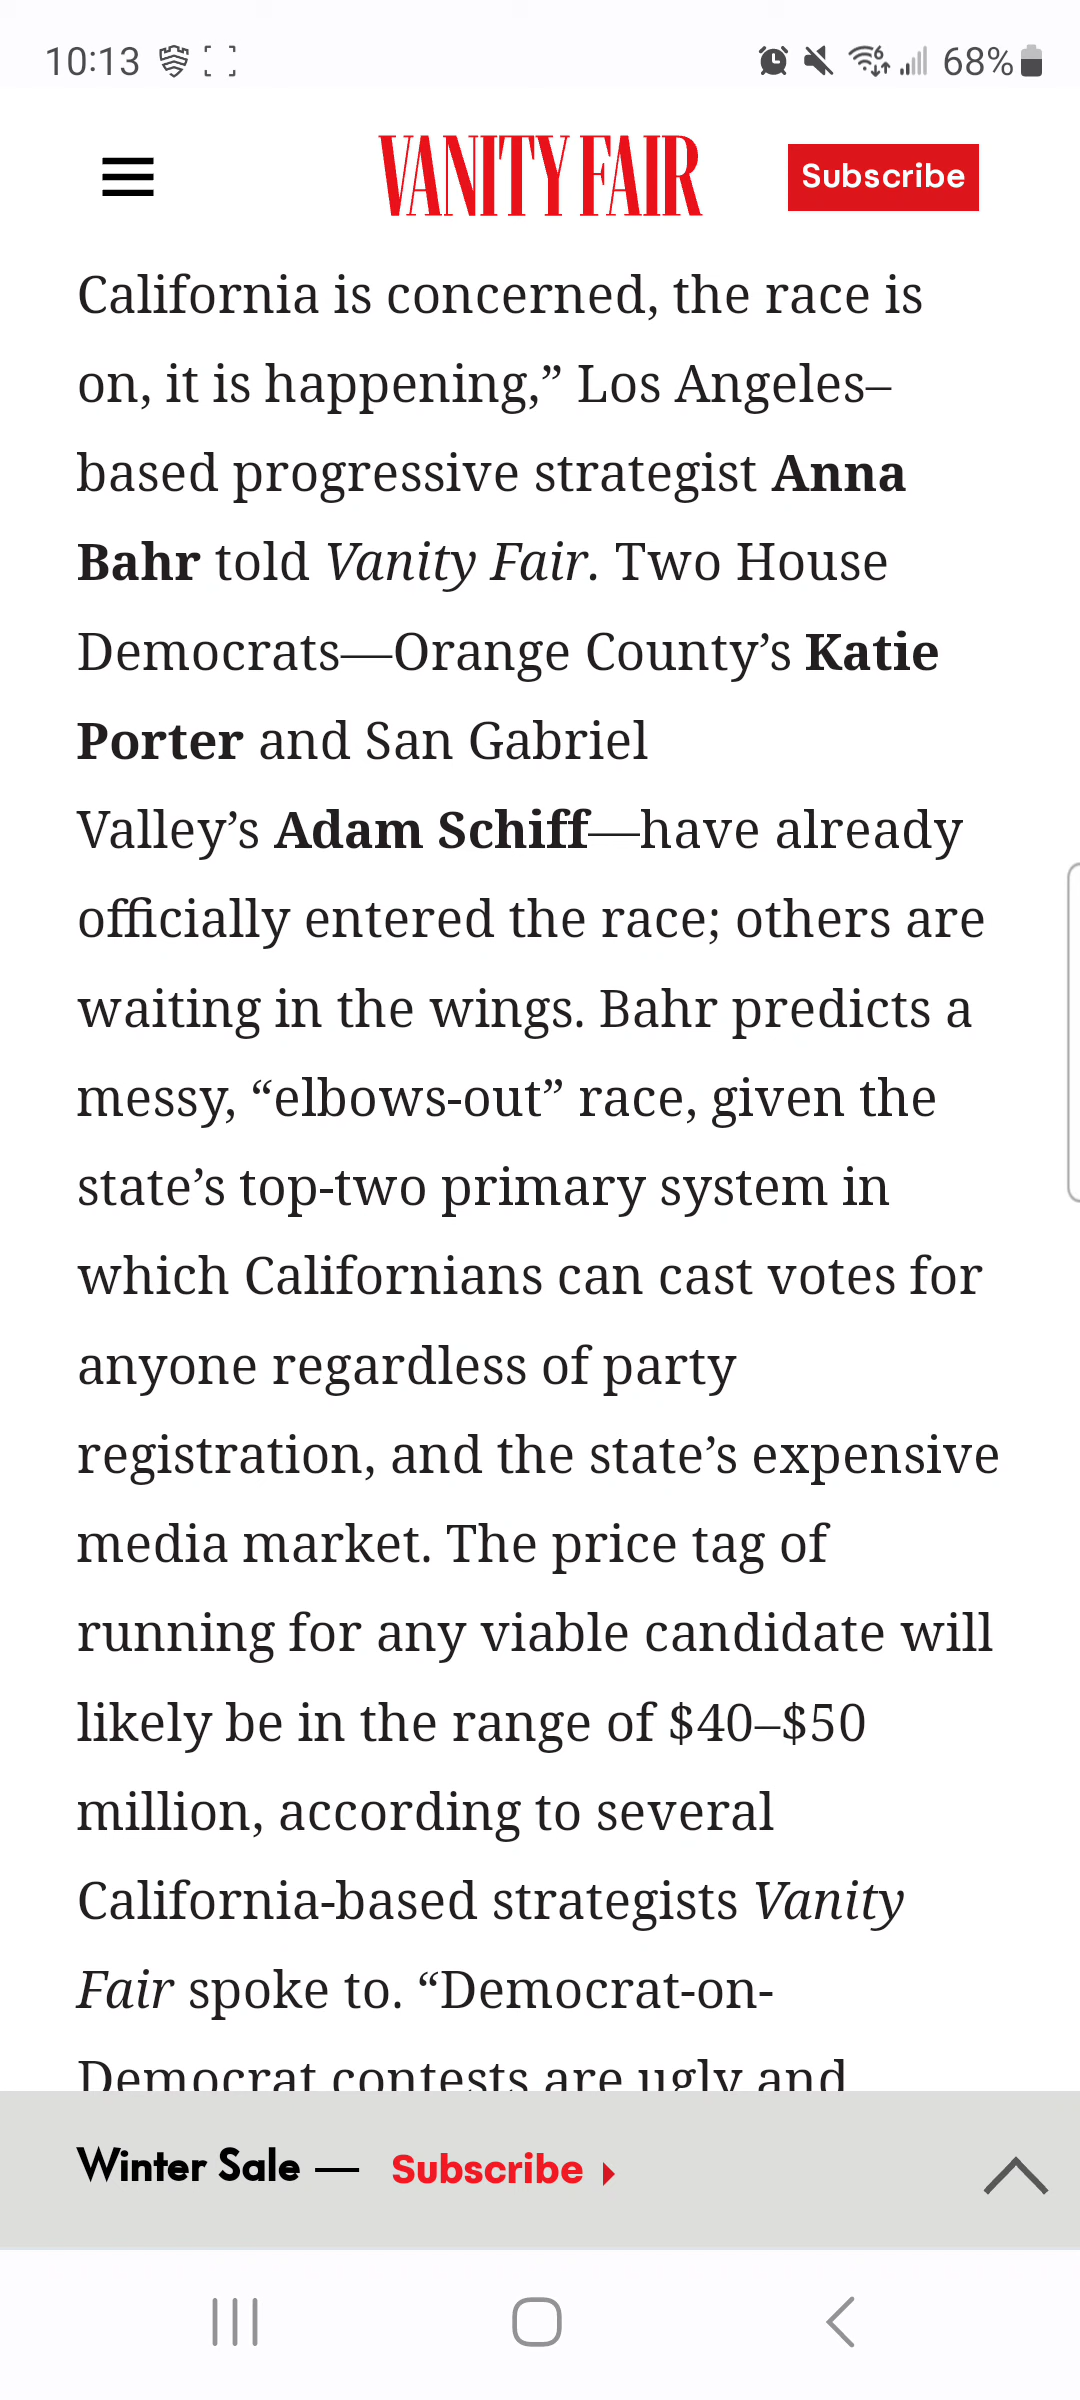 10:13
68%
VANITY FAIR
Subscribe
California is concerned, the race is
on, it is happening,” Los Angeles–
based progressive strategist Anna
Bahr told Vanity Fair. Two House
Democrats—Orange County’s Katie
Porter and San Gabriel
Valley’s Adam Schiff—have already
officially entered the race; others are
waiting in the wings. Bahr predicts a
messy, “elbows-out” race, given the
state’s top-two primary system in
which Californians can cast votes for
anyone regardless of party
registration, and the state’s expensive
media market. The price tag of
running for any viable candidate will
likely be in the range of $40–$50
million, according to several
California-based strategists Vanity
Fair spoke to. “Democrat-on-
Democrat contests are ugly and
Winter Sale — Subscribe